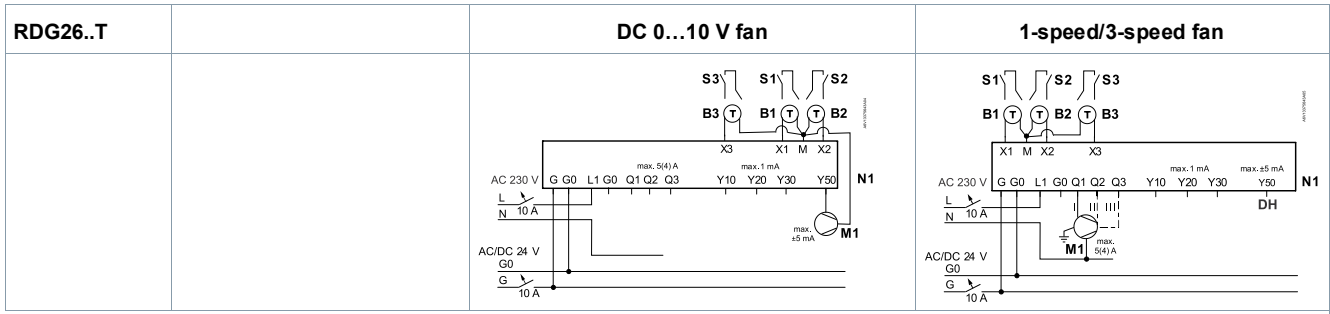 RDG26..T
DC 0…10 V fan
1-speed/3-speed fan
S3 S1 S2
B3 T B1 T T B2
X3 X1 M X2
max. 5(4) A max. 1 mA
AC 230 V G G0 L1 G0 Q1 Q2 Q3 Y10 Y20 Y30 Y50 N1
L
10 A
N
max.
±5 mA
M1
AC/DC 24 V
G0
G
10 A
S1 S2 S3
B1 T T B2 T B3
X1 M X2 X3
max. 1 mA max. ±5 mA
AC 230 V G G0 L1 G0 Q1 Q2 Q3 Y10 Y20 Y30 Y50 N1
DH
L
10 A
N
I II III
M1
max.
5(4) A
AC/DC 24 V
G0
G
10 A